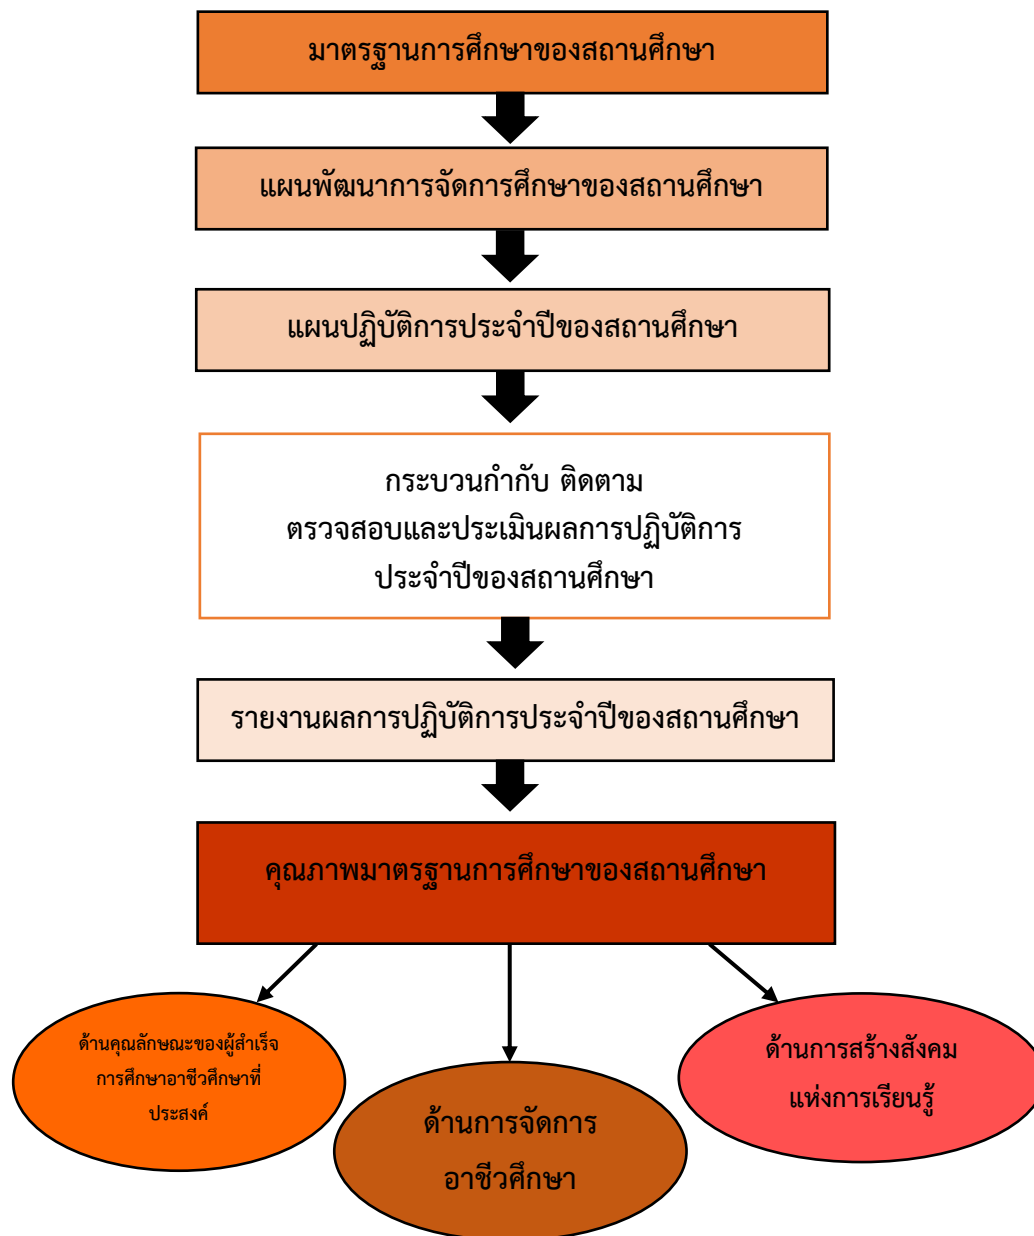 มาตรฐานการศึกษาของสถานศึกษา
แผนพัฒนาการจัดการศึกษาของสถานศึกษา
แผนปฏิบัติการประจำปีของสถานศึกษา
กระบวนกำกับ ติดตาม
ตรวจสอบและประเมินผลการปฏิบัติการ
ประจำปีของสถานศึกษา
รายงานผลการปฏิบัติการประจำปีของสถานศึกษา
คุณภาพมาตรฐานการศึกษาของสถานศึกษา
ด้านคุณลักษณะของผู้สำเร็จ
การศึกษาอาชีวศึกษาที่
ประสงค์
ด้านการจัดการ
อาชีวศึกษา
ด้านการสร้างสังคม
แห่งการเรียนรู้